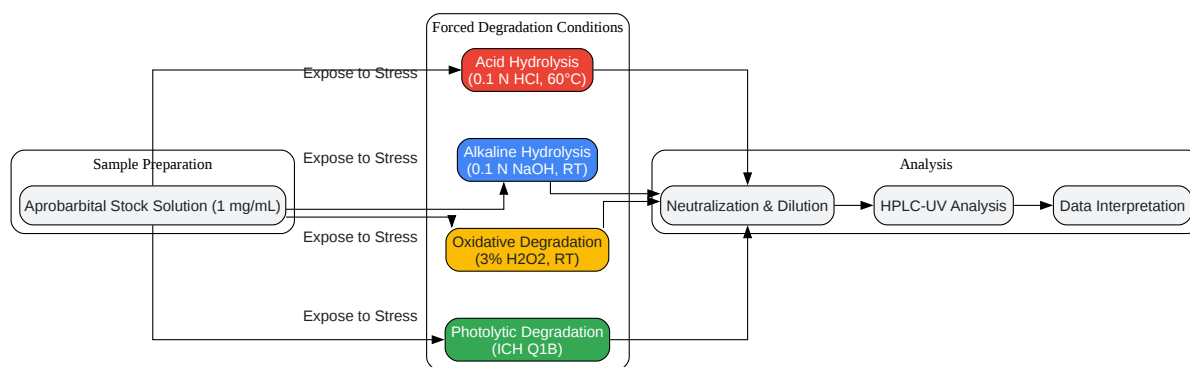 Forced Degradation Conditions
Expose to Stress
Acid Hydrolysis
(0.1 N HCl, 60°C)
Expose to Stress
Alkaline Hydrolysis
(0.1 N NaOH, RT)
Sample Preparation
Aprobarbital Stock Solution (1 mg/mL)
Expose to Stress
Oxidative Degradation
(3% H2O2, RT)
Expose to Stress
Photolytic Degradation
(ICH Q1B)
Analysis
Neutralization & Dilution
HPLC-UV Analysis
Data Interpretation